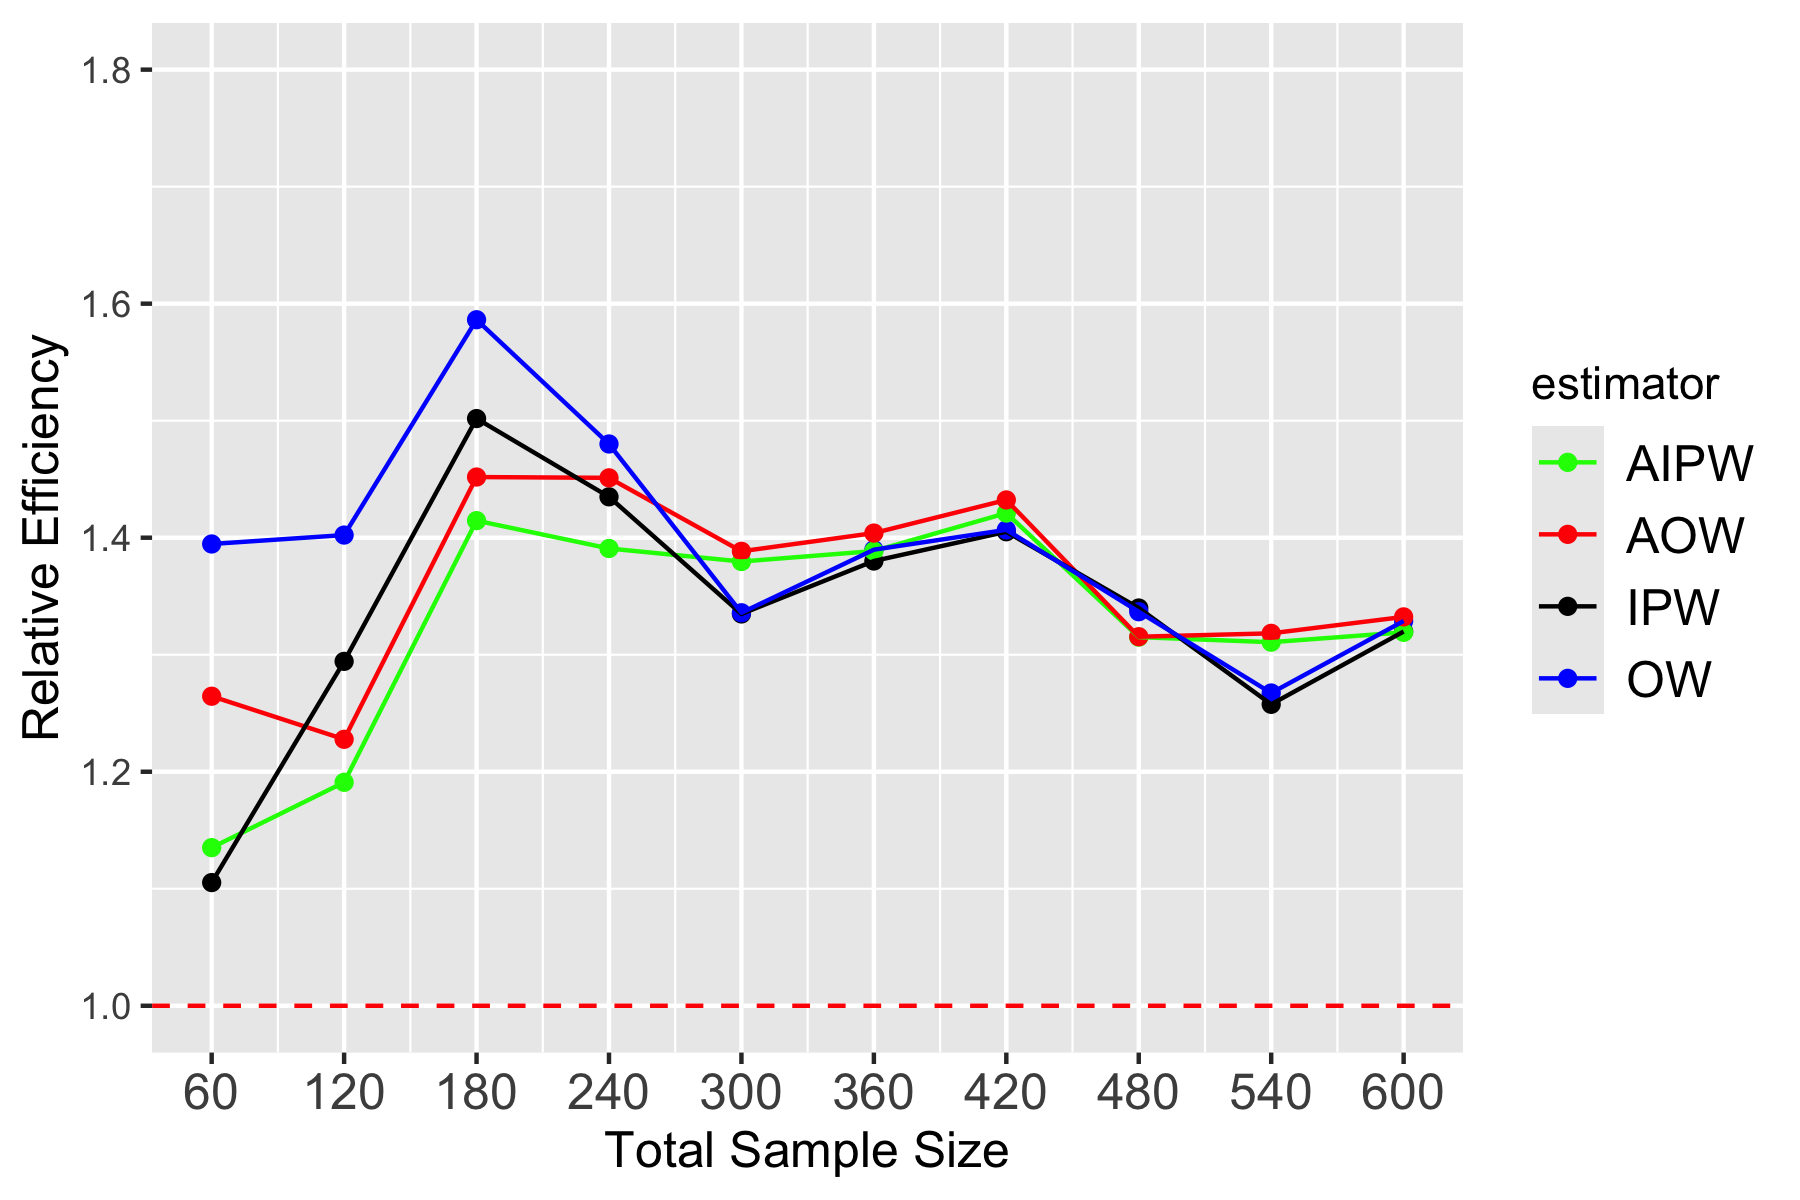 Relative Efficiency
1.8
1.6
1.4
1.2
1.0
60 120 180 240 300 360 420 480 540 600
Total Sample Size
estimator
AIPW
AOW
IPW
OW